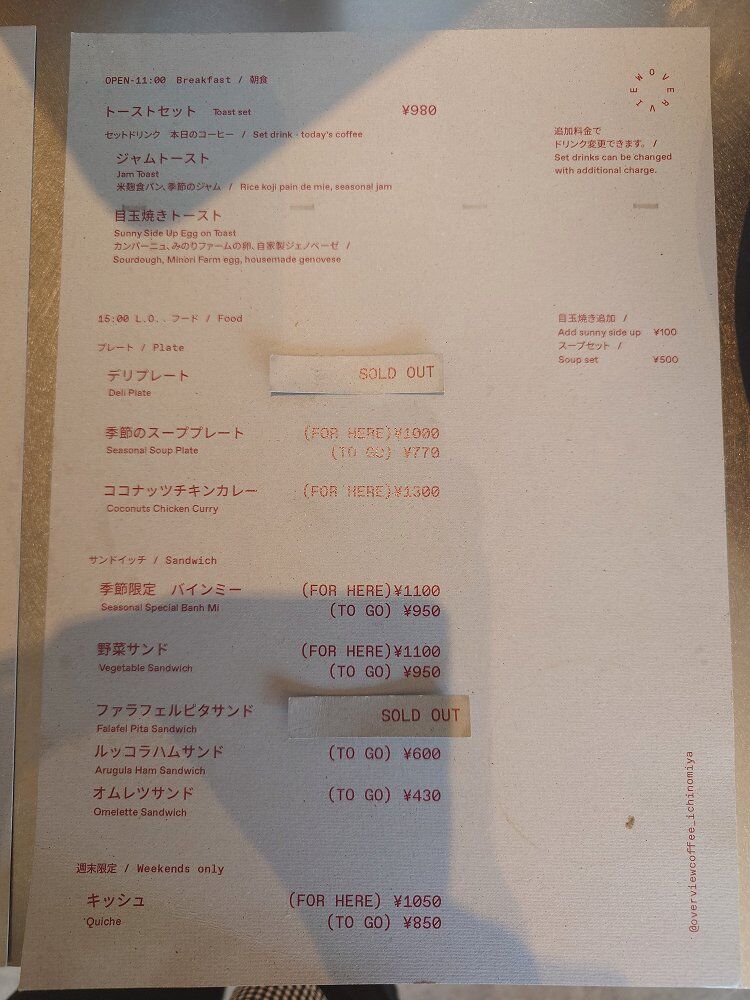 OPEN-11:00 Breakfast / 朝食
OVERVIEW
トーストセット Toast set ¥980
セットドリンク 本日のコーヒー / Set drink - today's coffee
追加料金で
ドリンク変更できます。 /
Set drinks can be changed
with additional charge.
ジャムトースト
Jam Toast
米麹食パン、季節のジャム / Rice koji pain de mie, seasonal jam
目玉焼きトースト
Sunny Side Up Egg on Toast
カンパーニュ、みのりファームの卵、自家製ジェノベーゼ /
Sourdough, Minori Farm egg, housemade genovese
15:00 L.O. . フード / Food
目玉焼き追加 /
Add sunny side up ¥100
スープセット /
Soup set ¥500
プレート / Plate
デリプレート SOLD OUT
Deli Plate
季節のスーププレート (FOR HERE)¥1000
Seasonal Soup Plate (TO GO) ¥770
ココナッツチキンカレー (FOR HERE)¥1300
Coconuts Chicken Curry
サンドイッチ / Sandwich
季節限定 バインミー (FOR HERE)¥1100
Seasonal Special Banh Mi (TO GO) ¥950
野菜サンド (FOR HERE)¥1100
Vegetable Sandwich (TO GO) ¥950
ファラフェルピタサンド SOLD OUT
Falafel Pita Sandwich
ルッコラハムサンド (TO GO) ¥600
Arugula Ham Sandwich
オムレツサンド (TO GO) ¥430
Omelette Sandwich
週末限定 / Weekends only
キッシュ (FOR HERE) ¥1050
Quiche (TO GO) ¥850
@overviewcoffee_ichinomiya